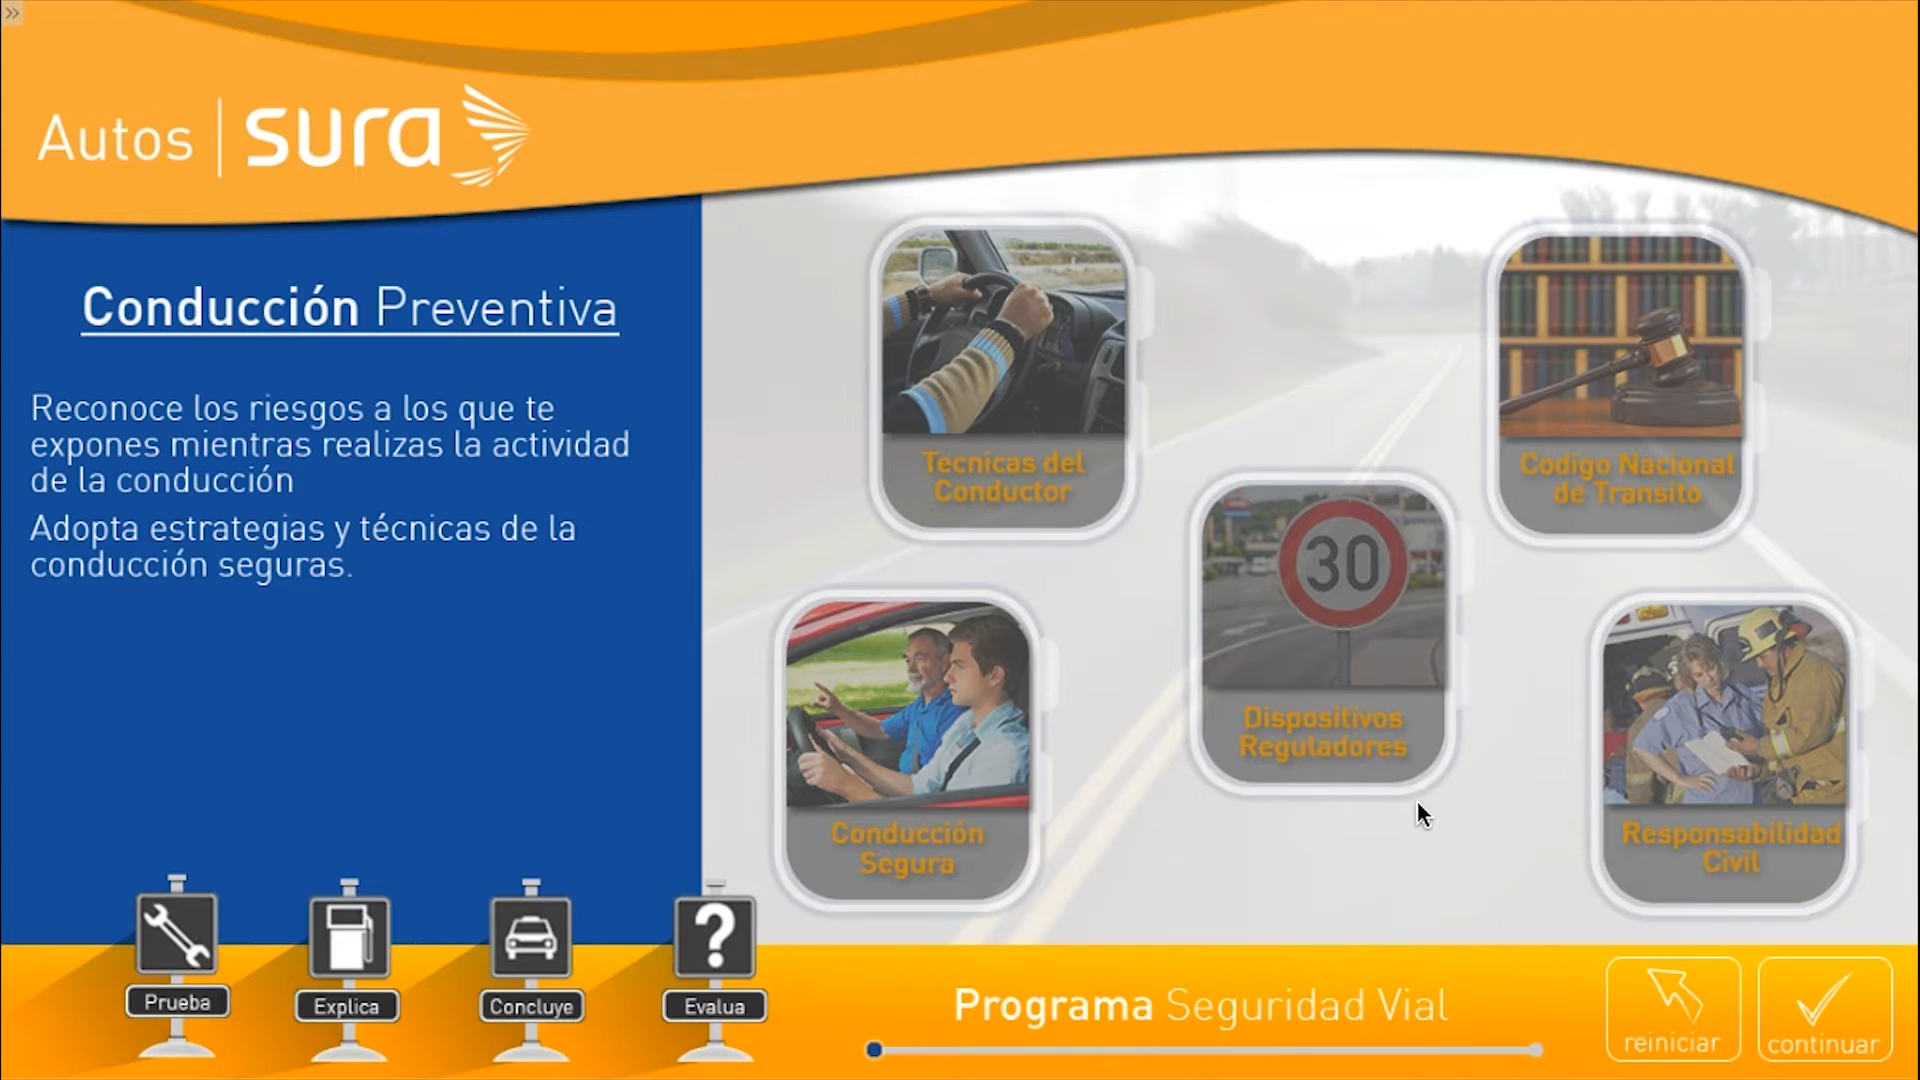 »
Autos | sura
Conducción Preventiva
Reconoce los riesgos a los que te
expones mientras realizas la actividad
de la conducción
Adopta estrategias y técnicas de la
conducción seguras.
Tecnicas del
Conductor
Codigo Nacional
de Transito
30
Dispositivos
Reguladores
Conducción
Segura
Responsabilidad
Civil
Prueba
Explica
Concluye
?
Evalua
Programa Seguridad Vial
reiniciar
continuar